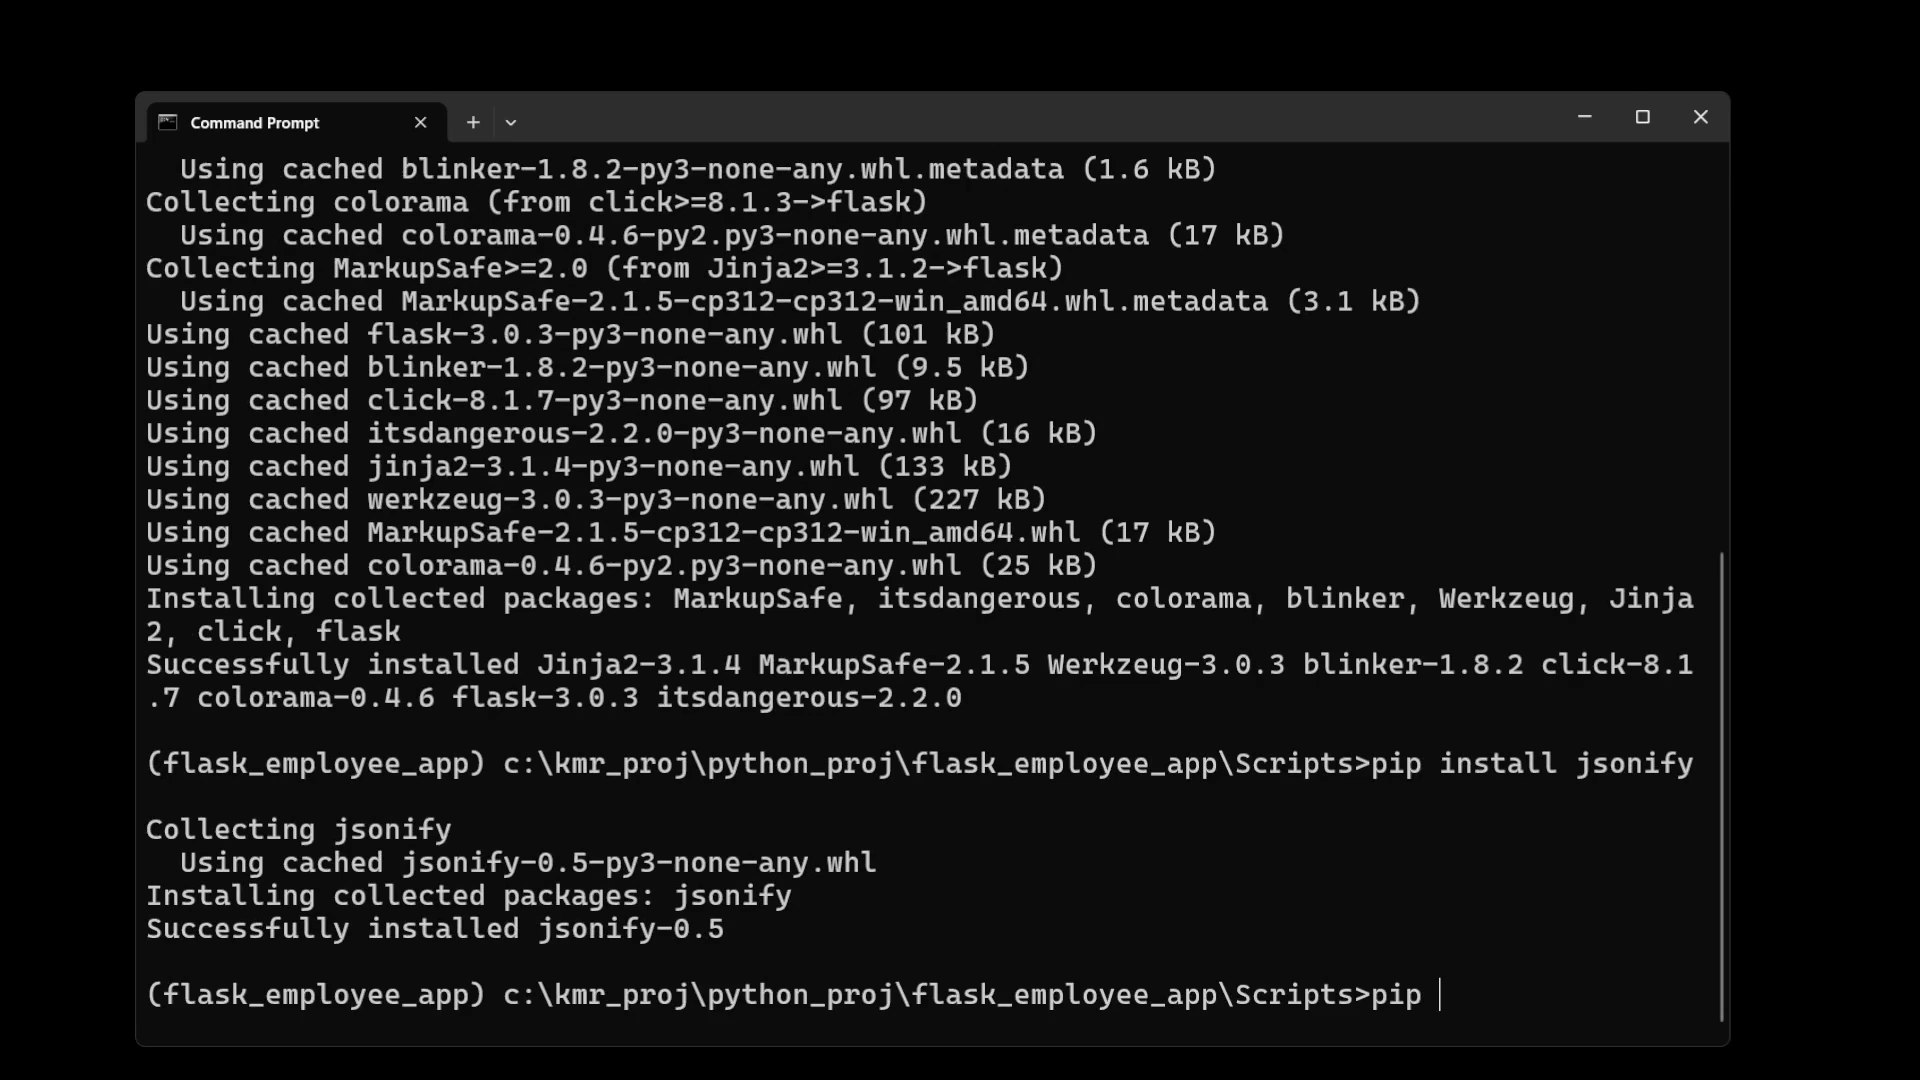 Command Prompt
Using cached blinker-1.8.2-py3-none-any.whl.metadata (1.6 kB)
Collecting colorama (from click>=8.1.3->flask)
Using cached colorama-0.4.6-py2.py3-none-any.whl.metadata (17 kB)
Collecting MarkupSafe>=2.0 (from Jinja2>=3.1.2->flask)
Using cached MarkupSafe-2.1.5-cp312-cp312-win_amd64.whl.metadata (3.1 kB)
Using cached flask-3.0.3-py3-none-any.whl (101 kB)
Using cached blinker-1.8.2-py3-none-any.whl (9.5 kB)
Using cached click-8.1.7-py3-none-any.whl (97 kB)
Using cached itsdangerous-2.2.0-py3-none-any.whl (16 kB)
Using cached jinja2-3.1.4-py3-none-any.whl (133 kB)
Using cached werkzeug-3.0.3-py3-none-any.whl (227 kB)
Using cached MarkupSafe-2.1.5-cp312-cp312-win_amd64.whl (17 kB)
Using cached colorama-0.4.6-py2.py3-none-any.whl (25 kB)
Installing collected packages: MarkupSafe, itsdangerous, colorama, blinker, Werkzeug, Jinja
2, click, flask
Successfully installed Jinja2-3.1.4 MarkupSafe-2.1.5 Werkzeug-3.0.3 blinker-1.8.2 click-8.1
.7 colorama-0.4.6 flask-3.0.3 itsdangerous-2.2.0
(flask_employee_app) c:\kmr_proj\python_proj\flask_employee_app\Scripts>pip install jsonify
Collecting jsonify
Using cached jsonify-0.5-py3-none-any.whl
Installing collected packages: jsonify
Successfully installed jsonify-0.5
(flask_employee_app) c:\kmr_proj\python_proj\flask_employee_app\Scripts>pip